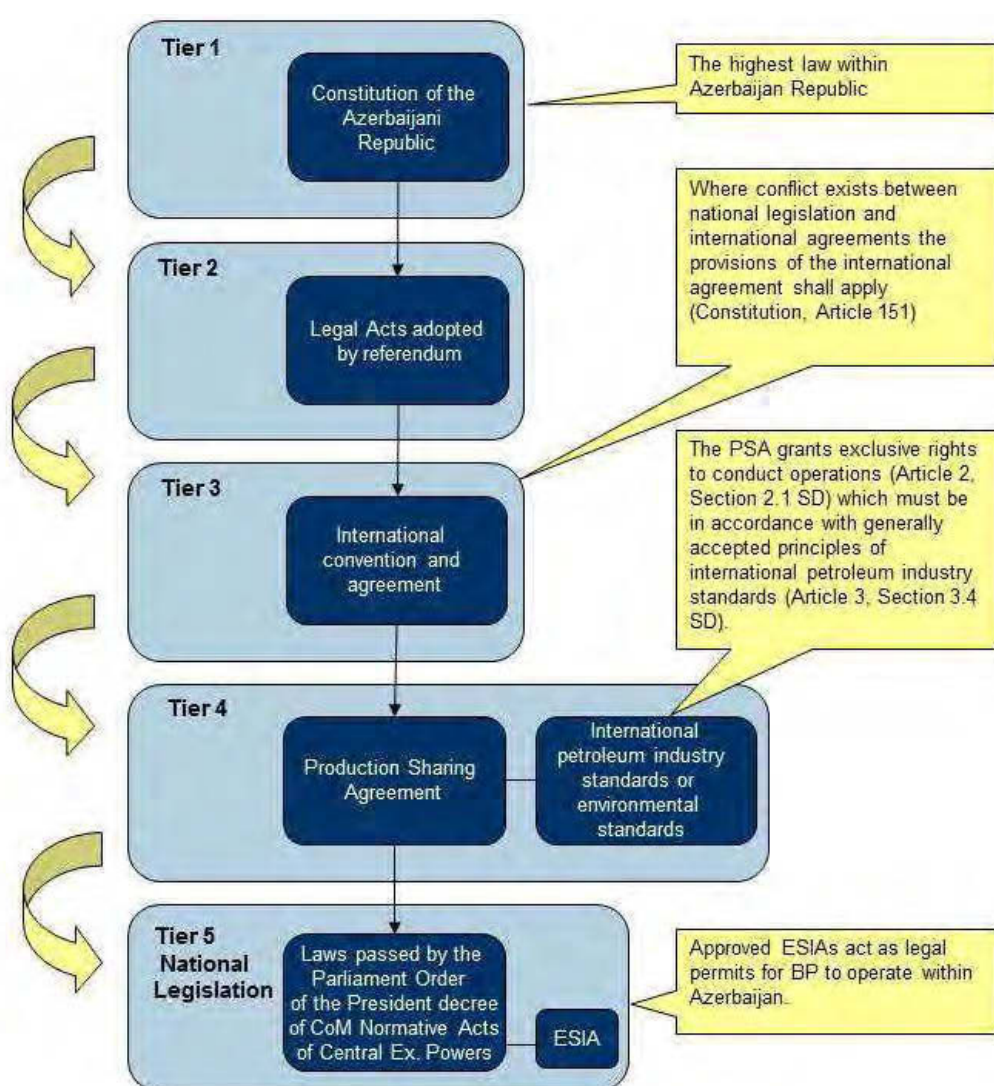 Tier 1
Constitution of the
Azerbaijani
Republic
The highest law within
Azerbaijan Republic
Tier 2
Legal Acts adopted
by referendum
Where conflict exists between
national legislation and
international agreements the
provisions of the international
agreement shall apply
(Constitution, Article 151)
Tier 3
International
convention and
agreement
The PSA grants exclusive rights
to conduct operations (Article 2,
Section 2.1 SD) which must be
in accordance with generally
accepted principles of
international petroleum industry
standards (Article 3, Section 3.4
SD).
Tier 4
Production Sharing
Agreement
International
petroleum industry
standards or
environmental
standards
Tier 5
National
Legislation
Laws passed by the
Parliament Order
of the President decree
of CoM Normative Acts
of Central Ex. Powers
ESIA
Approved ESIAs act as legal
permits for BP to operate within
Azerbaijan.